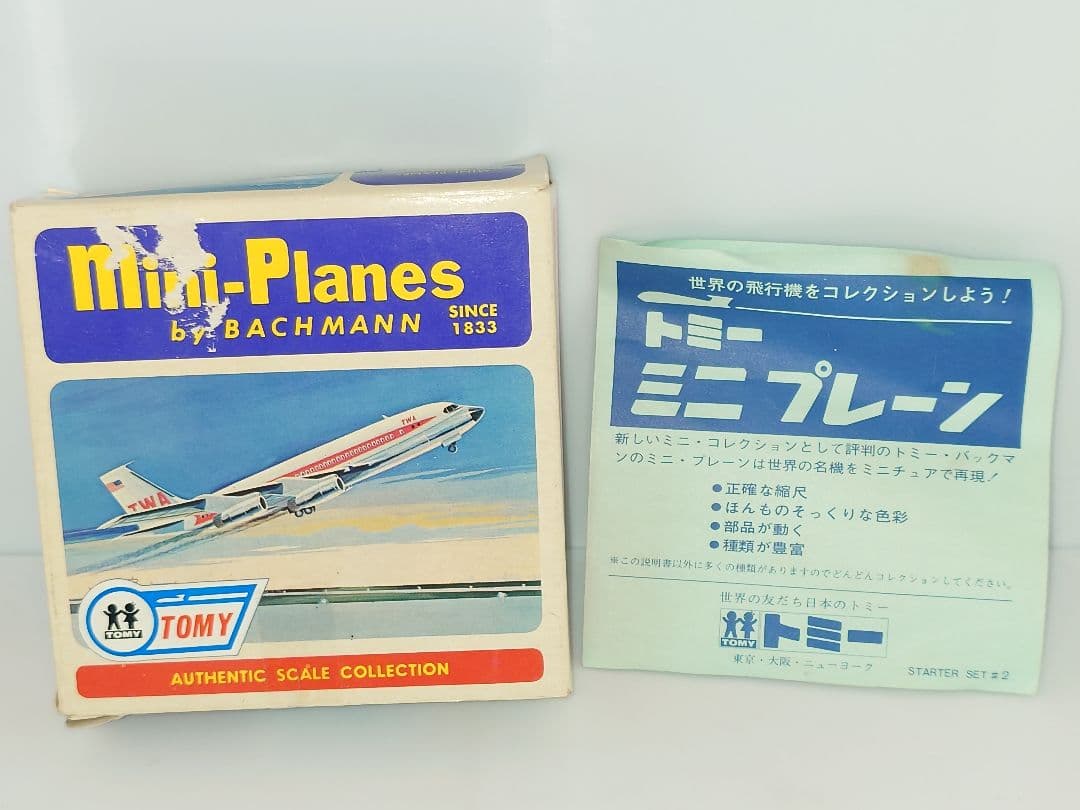 Mini-Planes
by BACHMANN
SINCE
1833
TWA
TWA
TOMY
TOMY
AUTHENTIC SCALE COLLECTION
世界の飛行機をコレクションしよう!
トミー
ミニプレーン
新しいミニ・コレクションとして評判のトミー・バックマ
ンのミニ・プレーンは世界の名機をミニチュアで再現!
●正確な縮尺
●ほんものそっくりな色彩
●部品が動く
●種類が豊富
※この説明書以外に多くの種類がありますのでどんどんコレクションしてください。
世界の友だち日本のトミー
TOMY
トミー
東京・大阪・ニューヨーク
STARTER SET #2